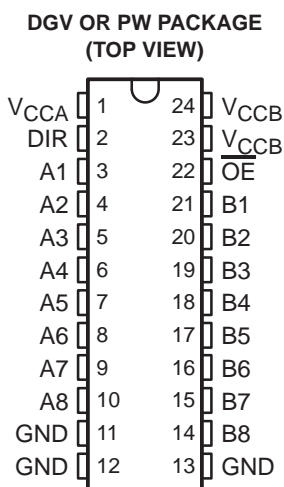 DGV OR PW PACKAGE
(TOP VIEW)
VCCA 1 24 VCCB
DIR 2 23 VCCB
A1 3 22 OE
A2 4 21 B1
A3 5 20 B2
A4 6 19 B3
A5 7 18 B4
A6 8 17 B5
A7 9 16 B6
A8 10 15 B7
GND 11 14 B8
GND 12 13 GND